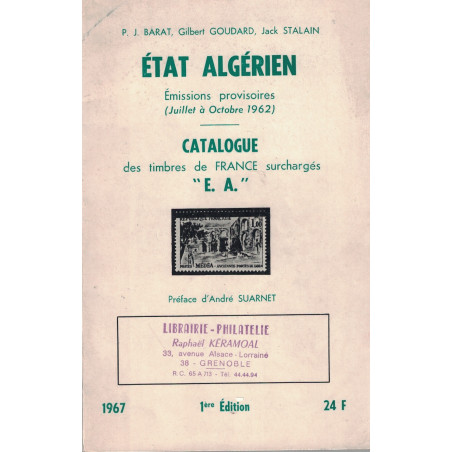 P. J. BARAT, Gilbert GOUDARD, Jack STALAIN
ÉTAT ALGÉRIEN
Émissions provisoires
(Juillet à Octobre 1962)
CATALOGUE
des timbres de FRANCE surchargés
"E. A."
MÉDÉA
Préface d'André SUARNET
LIBRAIRIE - PHILATELIE
Raphaël KÉRAMOAL
33, avenue Alsace-Lorraine
38 - GRENOBLE
R.C. 65 A 712 - Tél. 44.44.94
1967 1ère Édition 24 F